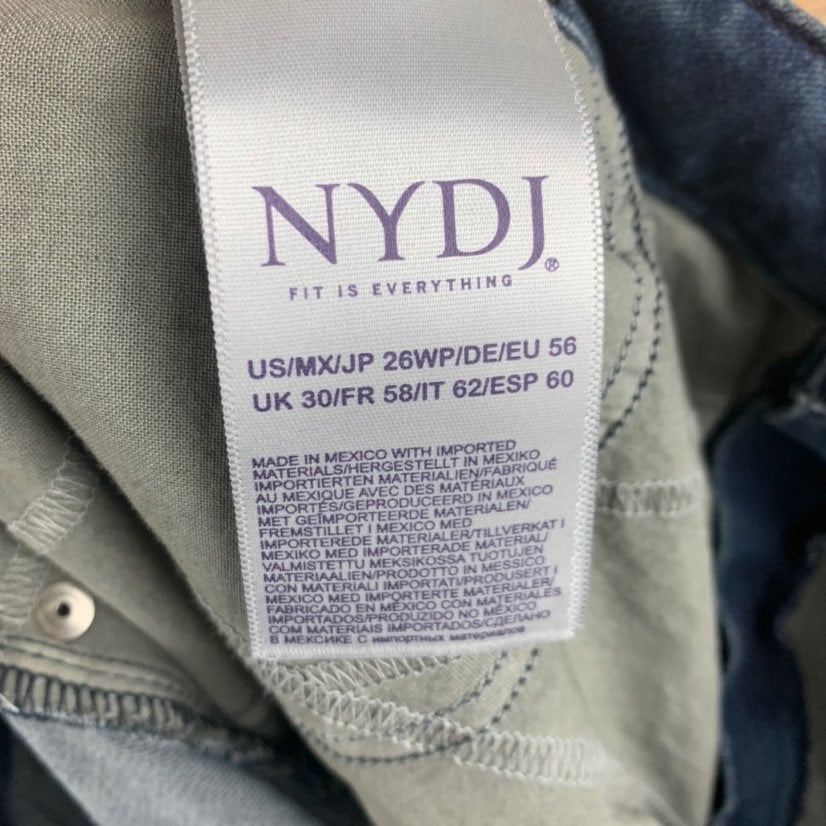 NYDJ®
FIT IS EVERYTHING
US/MX/JP 26WP/DE/EU 56
UK 30/FR 58/IT 62/ESP 60
MADE IN MEXICO WITH IMPORTED
MATERIALS/HERGESTELLT IN MEXIKO
IMPORTIERTEN MATERIALIEN/FABRIQUÉ
AU MEXIQUE AVEC DES MATÉRIAUX
IMPORTÉS/GEPRODUCEERD IN MEXICO
MET GEÏMPORTEERDE MATERIALEN/
FREMSTILLET I MEXICO MED
IMPORTEREDE MATERIALER/TILLVERKAT I
MEXIKO MED IMPORTERADE MATERIAL/
VALMISTETTU MEKSIKOSSA TUOTUJEN
MATERIAALIEN/PRODOTTO IN MESSICO
CON MATERIALI IMPORTATI/PRODUSERT I
MEXICO MED IMPORTERTE MATERIALER/
FABRICADO EN MÉXICO CON MATERIALES
IMPORTADOS/PRODUZIDO NO MÉXICO
COM MATERIAIS IMPORTADOS/СДЕЛАНО
В МЕКСИКЕ С импортных материалов